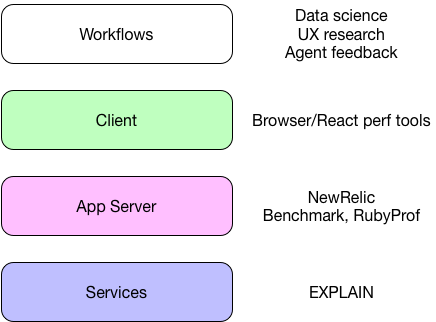 Workflows
Data science
UX research
Agent feedback
Client
Browser/React perf tools
App Server
NewRelic
Benchmark, RubyProf
Services
EXPLAIN